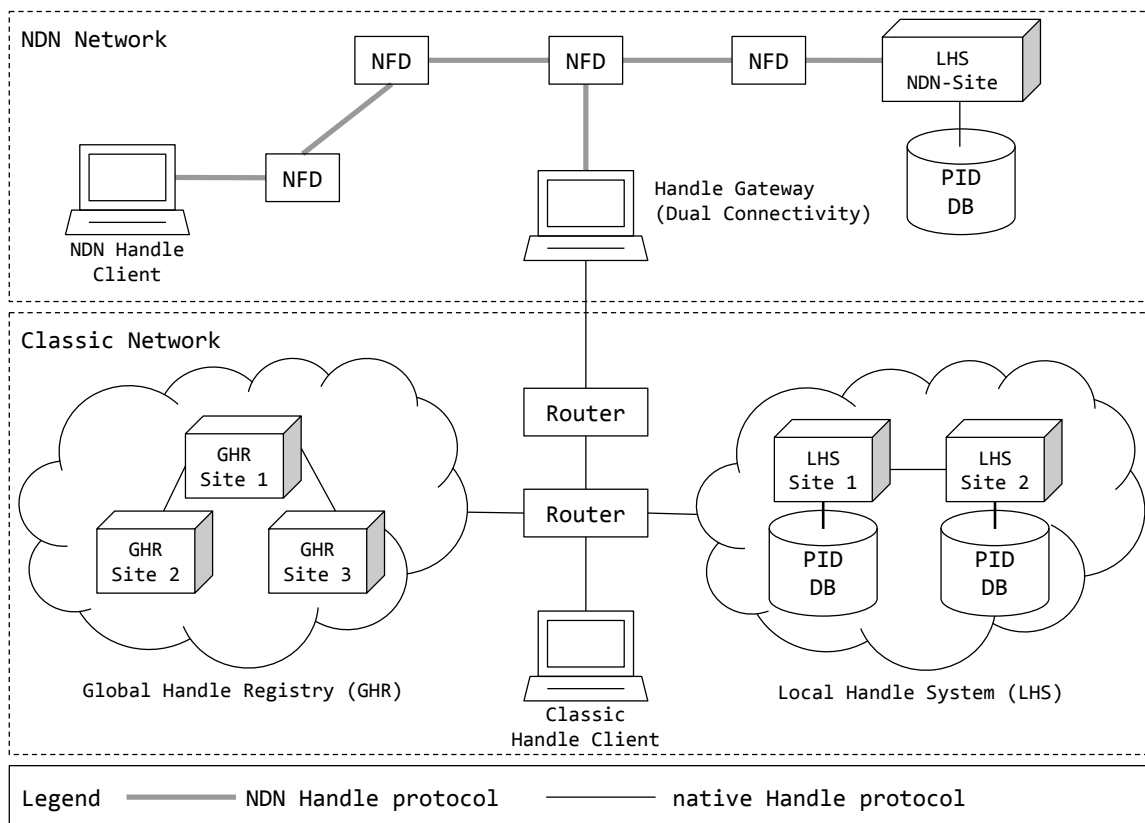 NDN Network
NFD
NFD
NFD
LHS
NDN-Site
NFD
PID
DB
Handle Gateway
(Dual Connectivity)
NDN Handle
Client
Classic Network
Router
GHR
Site 1
LHS
Site 1
LHS
Site 2
Router
GHR
Site 2
GHR
Site 3
PID
DB
PID
DB
Global Handle Registry (GHR)
Local Handle System (LHS)
Classic
Handle Client
Legend
NDN Handle protocol
native Handle protocol